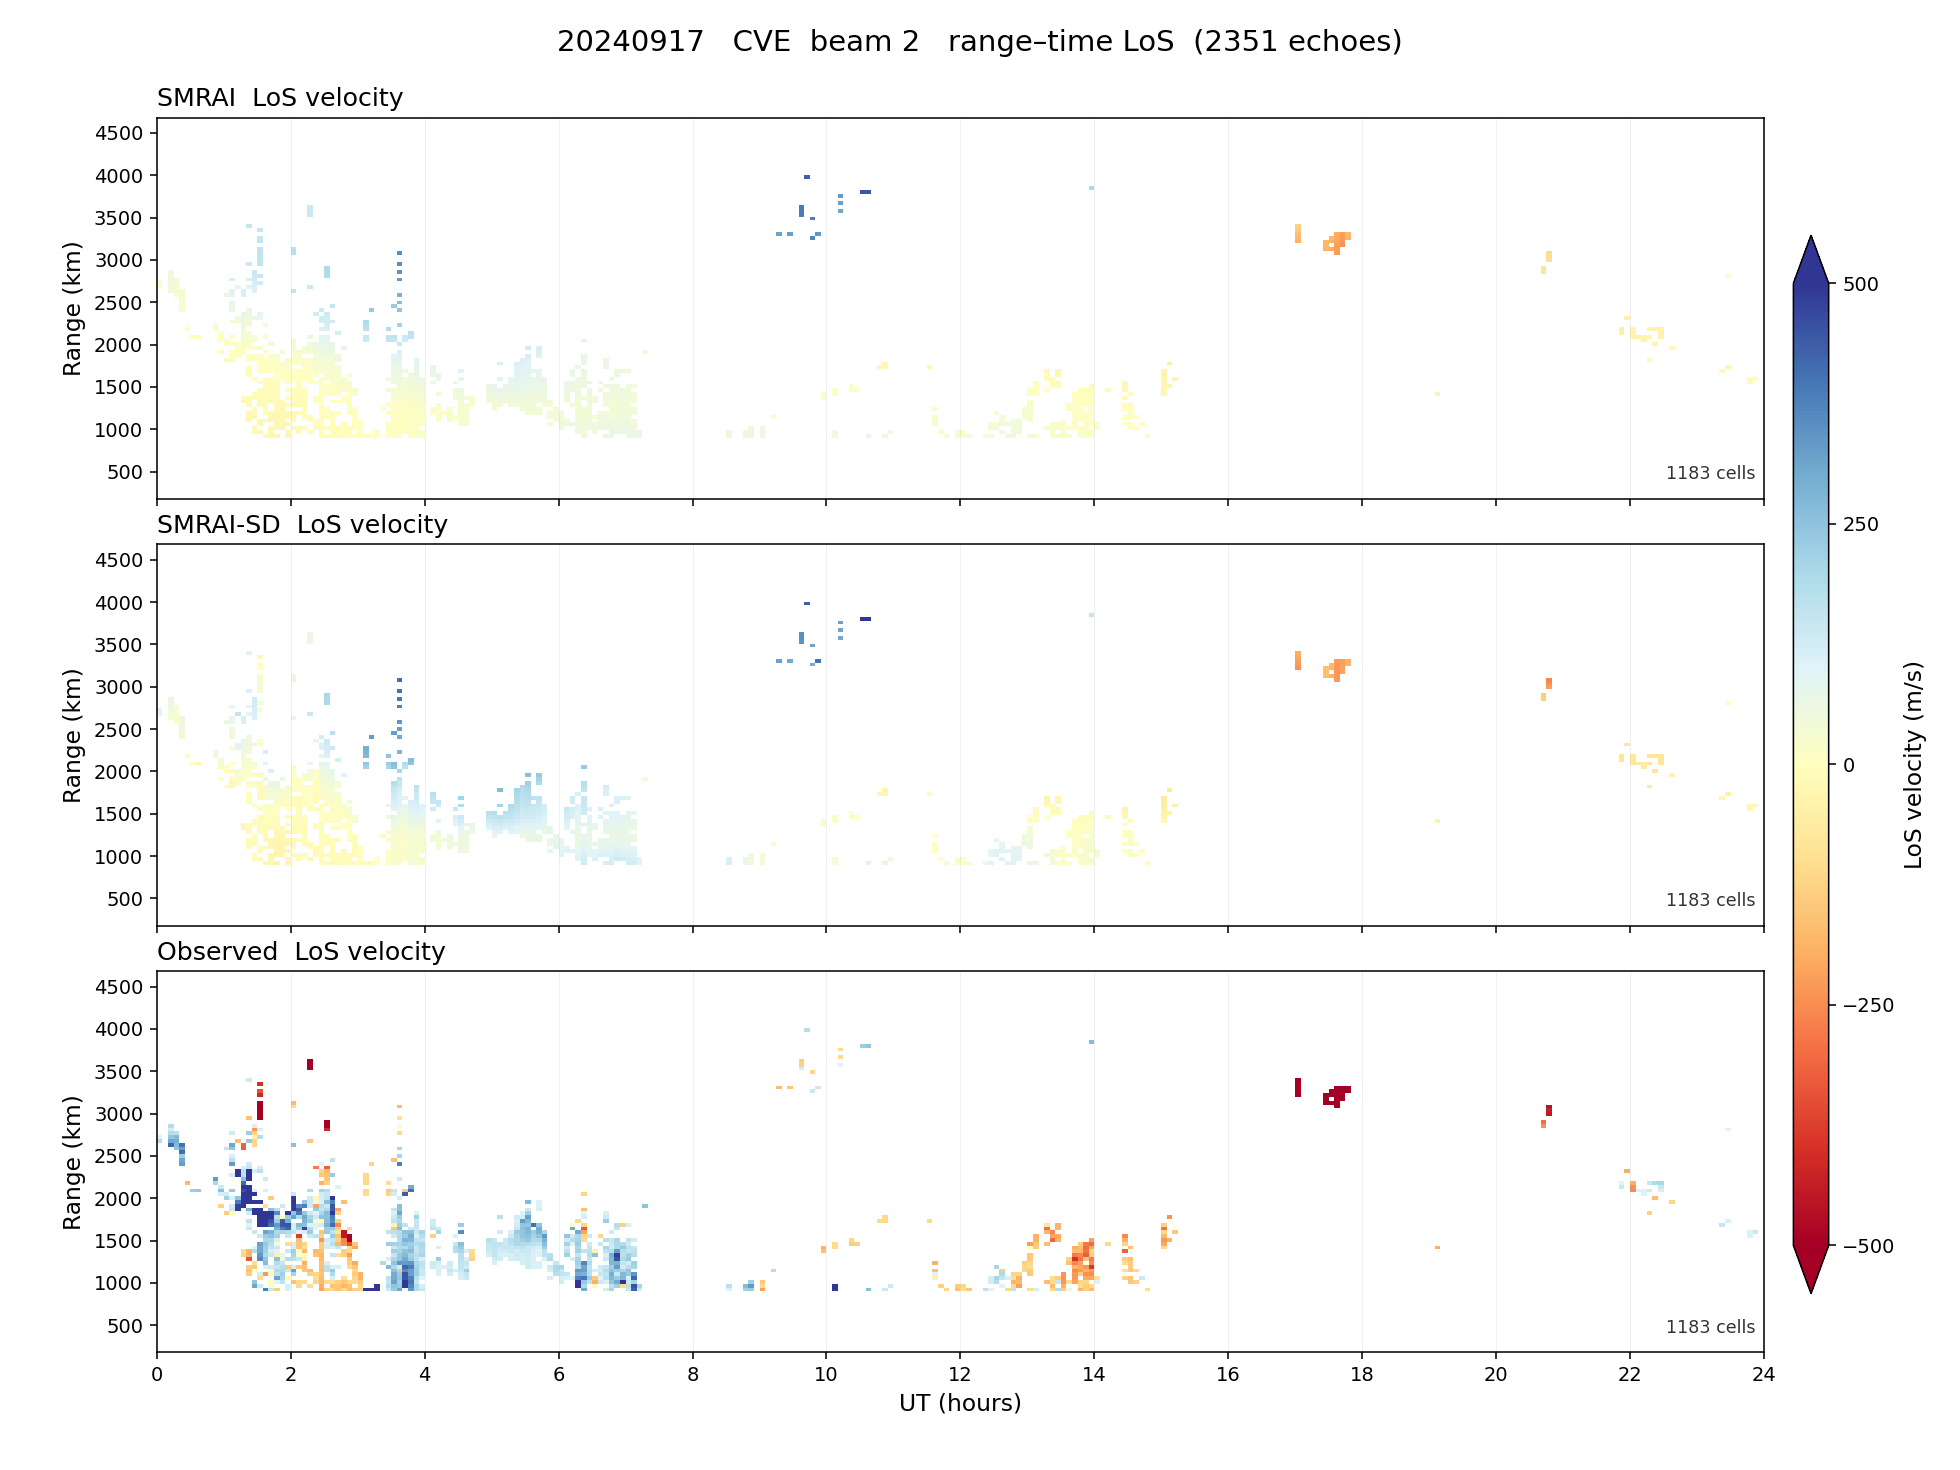 20240917   CVE  beam 2   range–time LoS  (2351 echoes)
SMRAI  LoS velocity
4500
4000
3500
3000
2500
2000
1500
1000
500
Range (km)
1183 cells
SMRAI-SD  LoS velocity
4500
4000
3500
3000
2500
2000
1500
1000
500
Range (km)
1183 cells
Observed  LoS velocity
4500
4000
3500
3000
2500
2000
1500
1000
500
Range (km)
1183 cells
0 2 4 6 8 10 12 14 16 18 20 22 24
UT (hours)
500
250
0
−250
−500
LoS velocity (m/s)